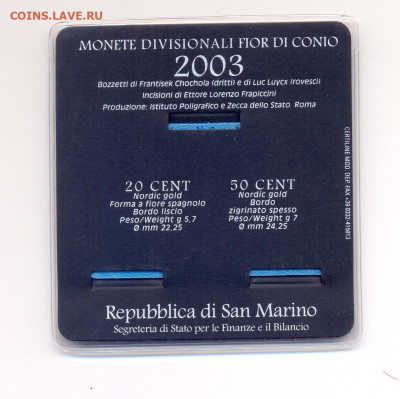 COINS.LAVE.RU
MONETE DIVISIONALI FIOR DI CONIO
2003
Bozzetti di Frantisek Chochola (dritti) e di Luc Luycx (rovesci)
Incisioni di Ettore Lorenzo Frapiccini
Produzione: Istituto Poligrafico e Zecca dello Stato. Roma
20 CENT
Nordic gold
Forma a fiore spagnolo
Bordo liscio
Peso/Weight g 5,7
Ø mm 22,25
50 CENT
Nordic gold
Bordo
zigrinato spesso
Peso/Weight g 7
Ø mm 24,25
Repubblica di San Marino
Segreteria di Stato per le Finanze e il Bilancio